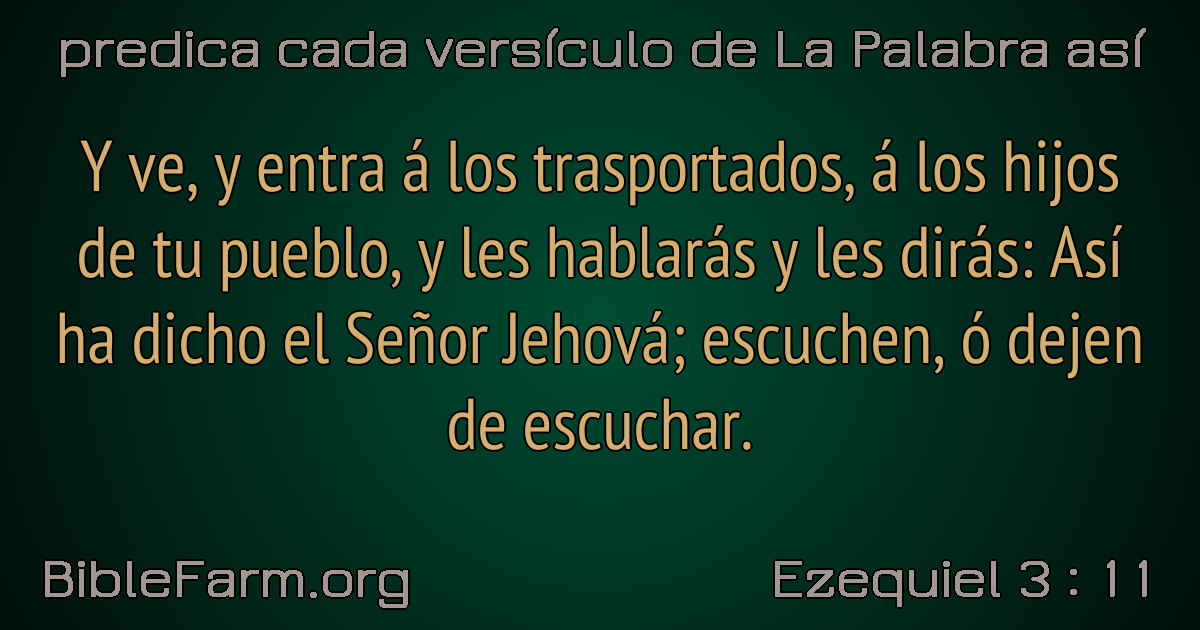 predica cada versículo de La Palabra así
Y ve, y entra á los trasportados, á los hijos
de tu pueblo, y les hablarás y les dirás: Así
ha dicho el Señor Jehová; escuchen, ó dejen
de escuchar.
BibleFarm.org
Ezequiel 3 : 11